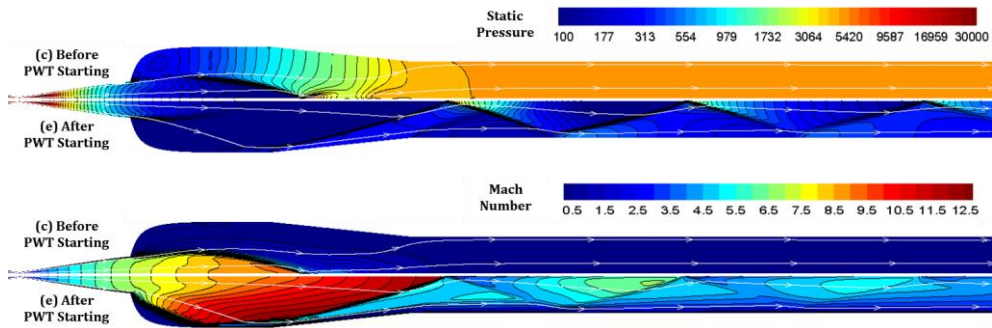 Static
Pressure
100 177 313 554 979 1732 3064 5420 9587 16959 30000
(c) Before
PWT Starting
(e) After
PWT Starting
Mach
Number
0.5 1.5 2.5 3.5 4.5 5.5 6.5 7.5 8.5 9.5 10.5 11.5 12.5
(c) Before
PWT Starting
(e) After
PWT Starting